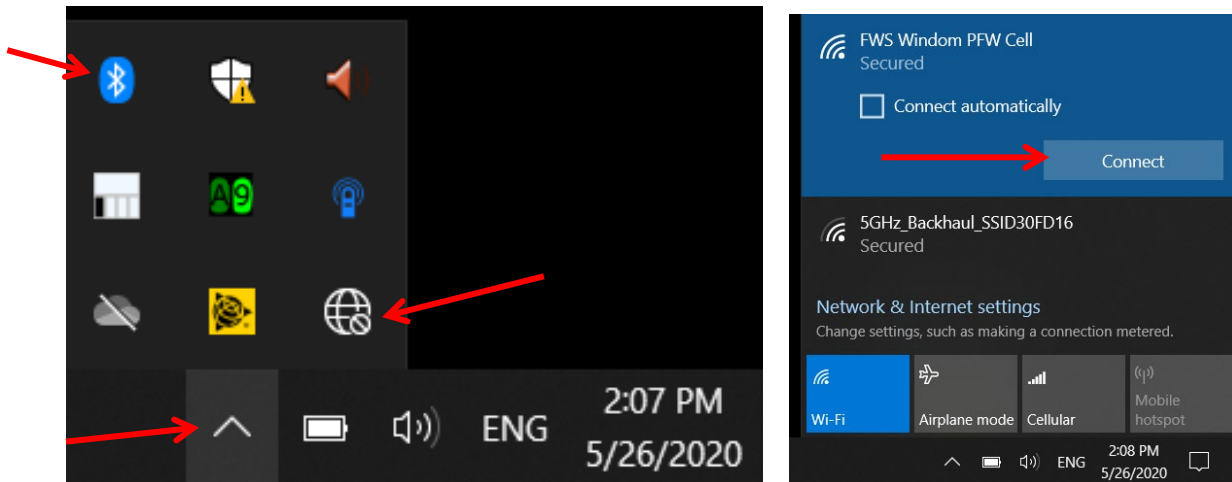 A9
ENG
2:07 PM
5/26/2020
FWS Windom PFW Cell
Secured
Connect automatically
Connect
5GHz_Backhaul_SSID30FD16
Secured
Network & Internet settings
Change settings, such as making a connection metered.
Wi-Fi
Airplane mode
Cellular
Mobile
hotspot
ENG
2:08 PM
5/26/2020